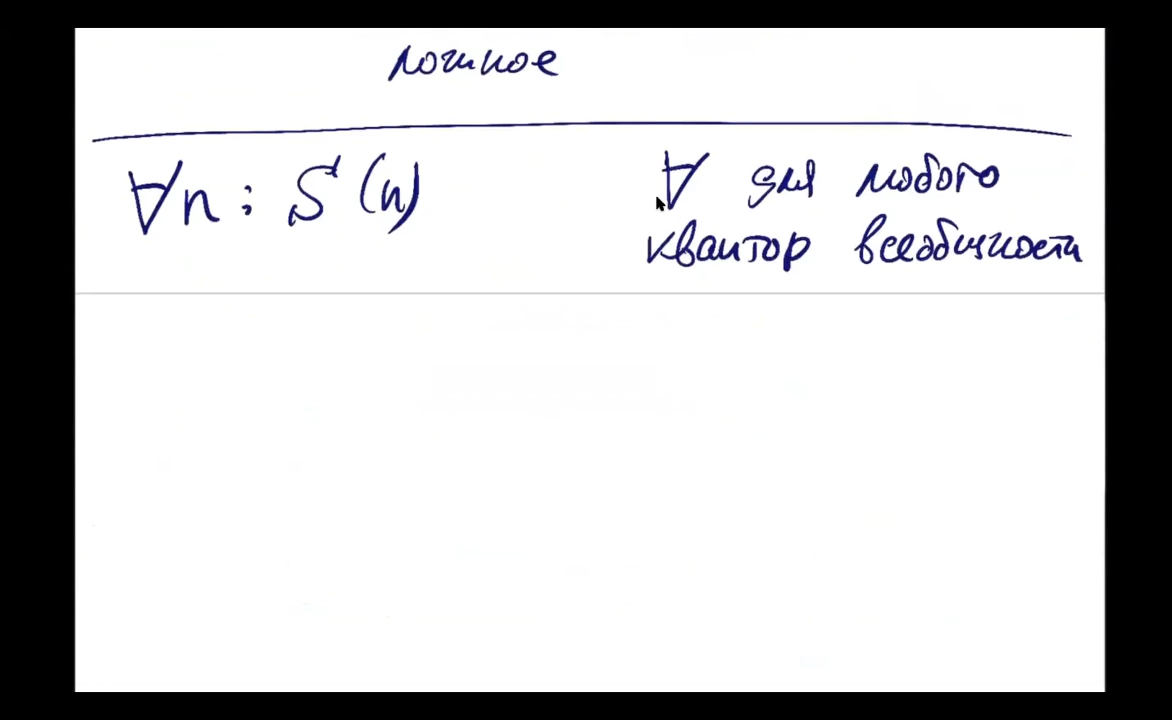 ложное
∀n : S(n)
∀ для любого
квантор всеобщности